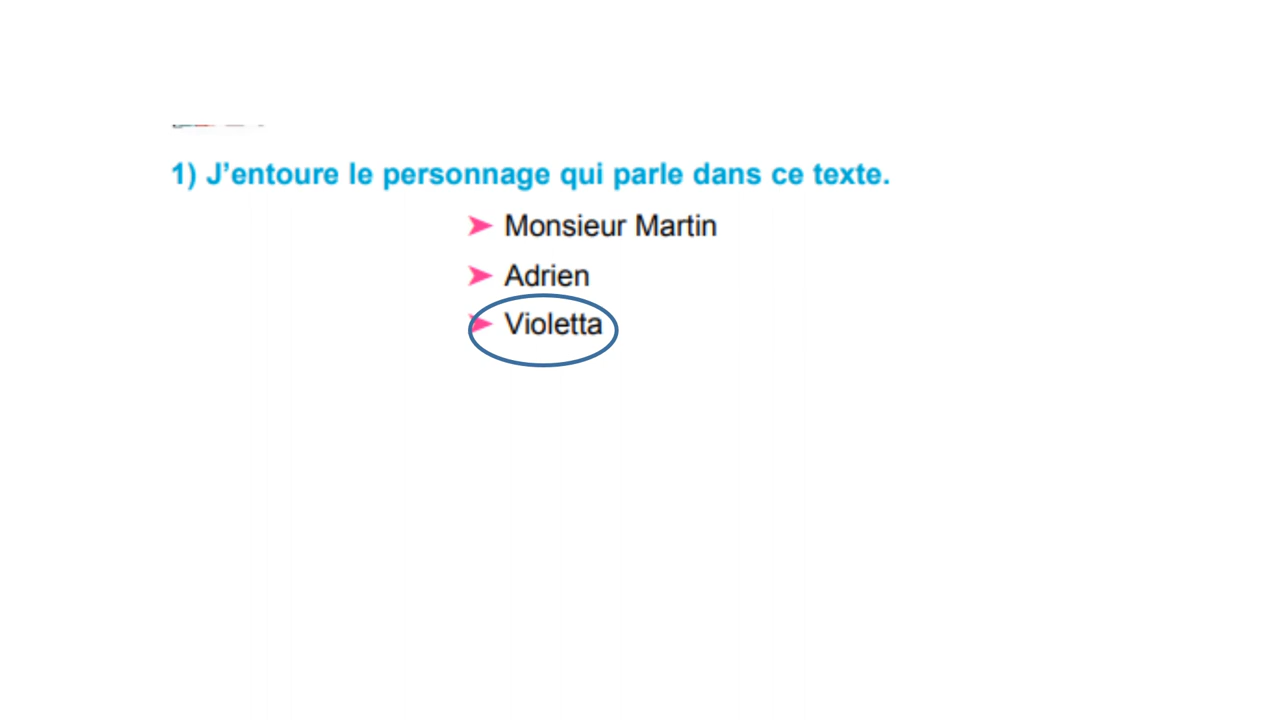 1) J'entoure le personnage qui parle dans ce texte.
➤ Monsieur Martin
➤ Adrien
➤ Violetta